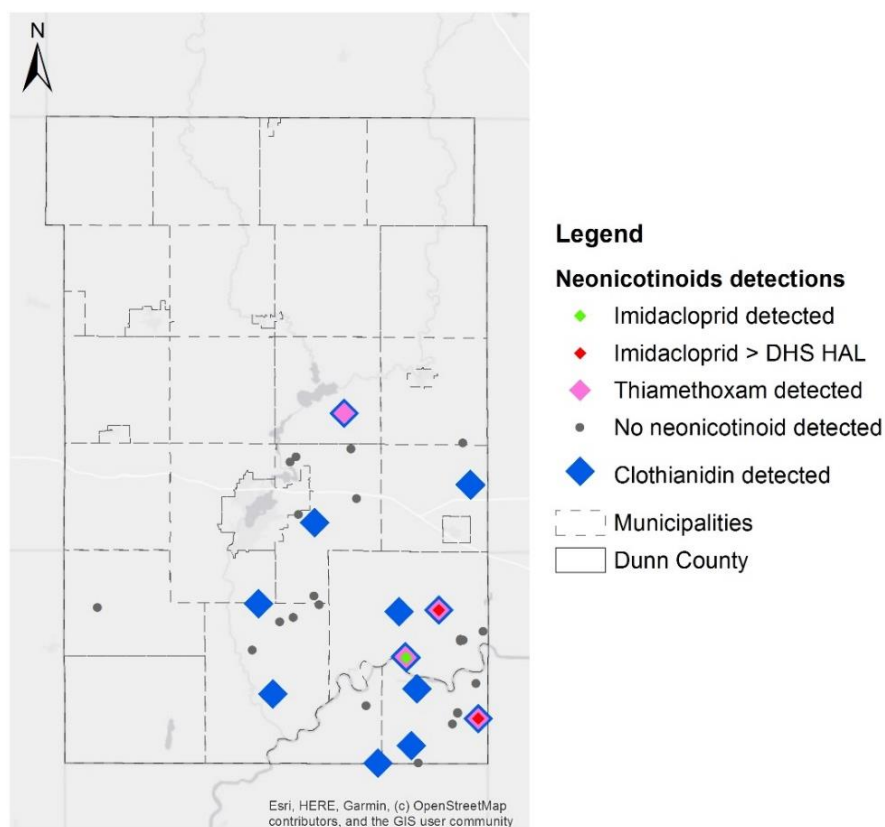 N
Legend
Neonicotinoids detections
Imidacloprid detected
Imidacloprid > DHS HAL
Thiamethoxam detected
No neonicotinoid detected
Clothianidin detected
Municipalities
Dunn County
Esri, HERE, Garmin, (c) OpenStreetMap
contributors, and the GIS user community